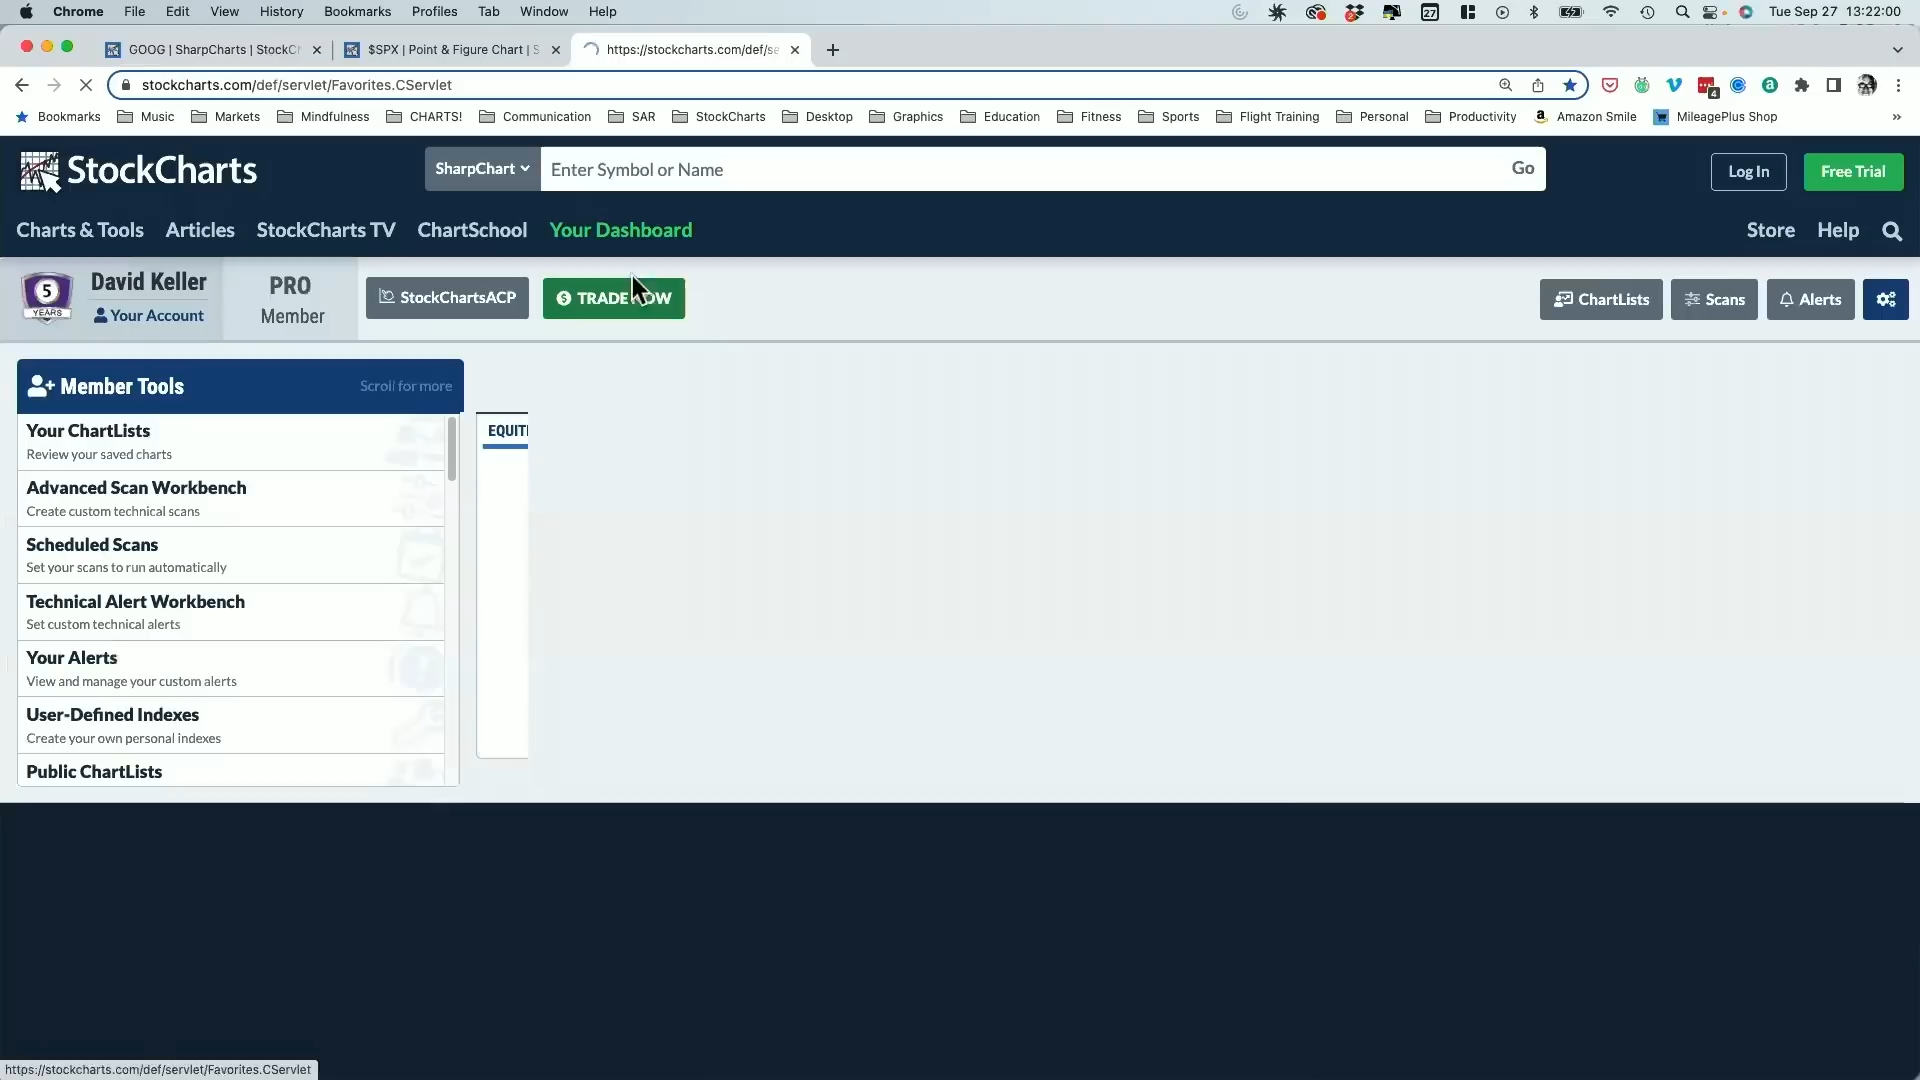 Chrome File Edit View History Bookmarks Profiles Tab Window Help
27
Tue Sep 27 13:22:00
GOOG | SharpCharts | StockCh
$SPX | Point & Figure Chart | S
https://stockcharts.com/def/se
stockcharts.com/def/servlet/Favorites.CServlet
4
Bookmarks Music Markets Mindfulness CHARTS! Communication SAR StockCharts Desktop Graphics Education Fitness Sports Flight Training Personal Productivity Amazon Smile MileagePlus Shop
StockCharts
SharpChart
Enter Symbol or Name
Go
Log In
Free Trial
Charts & Tools Articles StockCharts TV ChartSchool Your Dashboard
Store Help
5
YEARS
David Keller
Your Account
PRO
Member
StockChartsACP
ChartLists
Scans
Alerts
Member Tools
Scroll for more
Your ChartLists
Review your saved charts
Advanced Scan Workbench
Create custom technical scans
Scheduled Scans
Set your scans to run automatically
Technical Alert Workbench
Set custom technical alerts
Your Alerts
View and manage your custom alerts
User-Defined Indexes
Create your own personal indexes
Public ChartLists
EQUITI
TRADE NOW
https://stockcharts.com/def/servlet/Favorites.CServlet